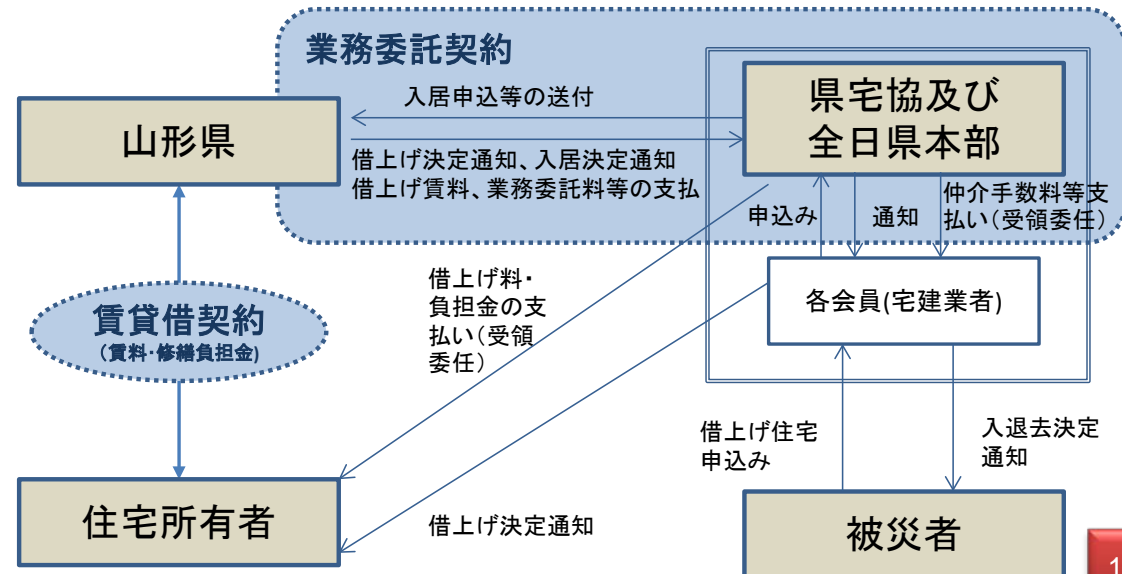 業務委託契約
山形県
入居申込等の送付
県宅協及び
全日県本部
借上げ決定通知、入居決定通知
借上げ賃料、業務委託料等の支払
申込み
通知
仲介手数料等支
払い(受領委任)
借上げ料・
負担金の支
払い(受領
委任)
各会員(宅建業者)
賃貸借契約
(賃料・修繕負担金)
借上げ住宅
申込み
入退去決定
通知
住宅所有者
借上げ決定通知
被災者
1